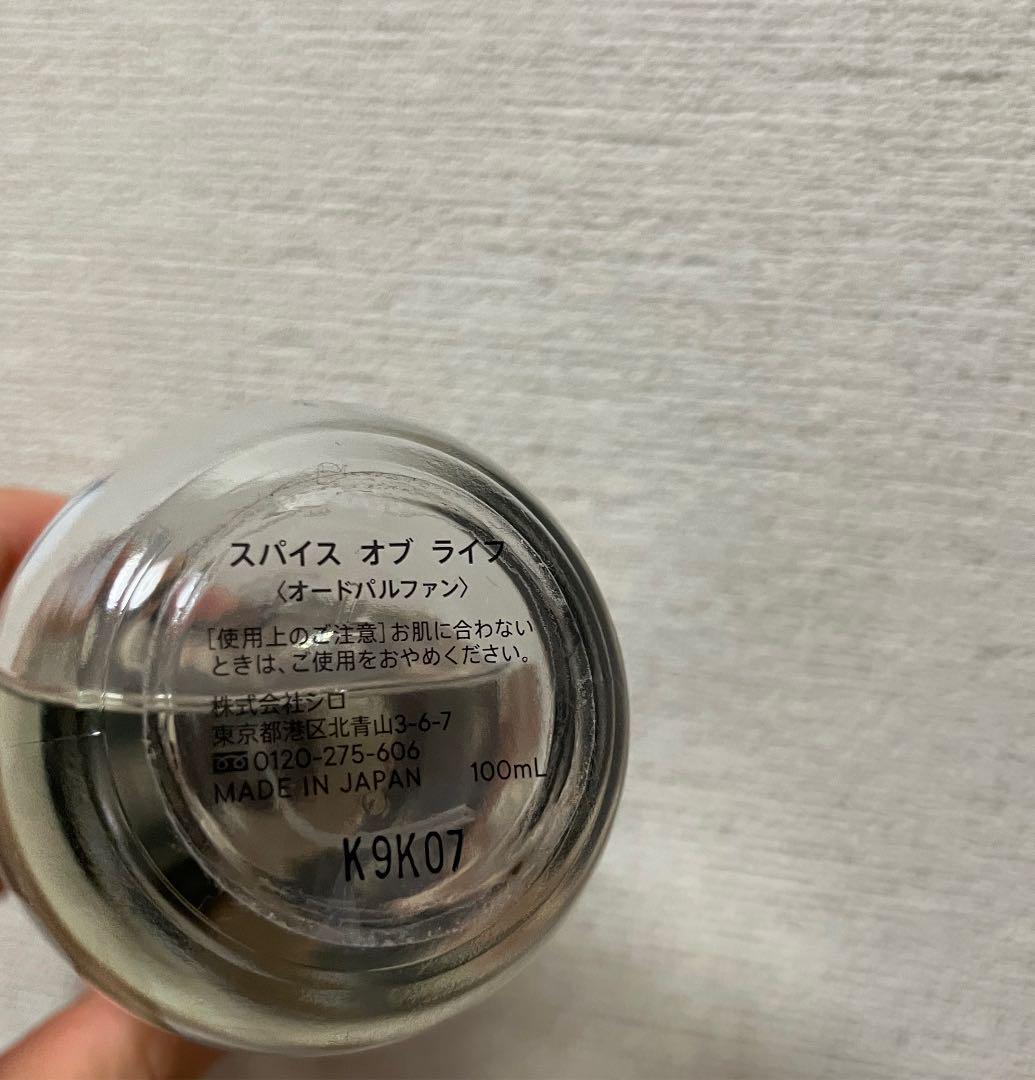 スパイス オブ ライフ
〈オードパルファン〉
[使用上のご注意]お肌に合わない
ときは、ご使用をおやめください。
株式会社シロ
東京都港区北青山3-6-7
0120-275-606
MADE IN JAPAN 100mL
K9K07